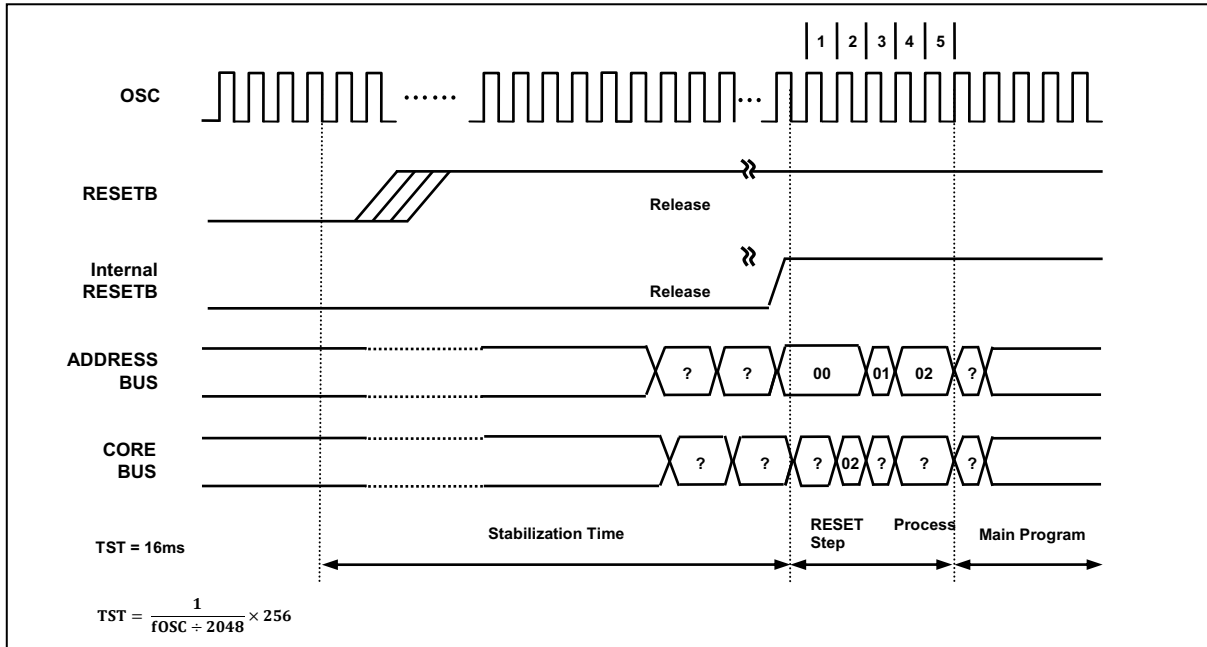 1 2 3 4 5
OSC
...... ...
RESETB
Release
Internal
RESETB
Release
ADDRESS
BUS
? ? 00 01 02 ?
CORE
BUS
? ? ? 02 ? ? ?
TST = 16ms
Stabilization Time
RESET Process
Step
Main Program
TST = 1 / fOSC ÷ 2048 × 256